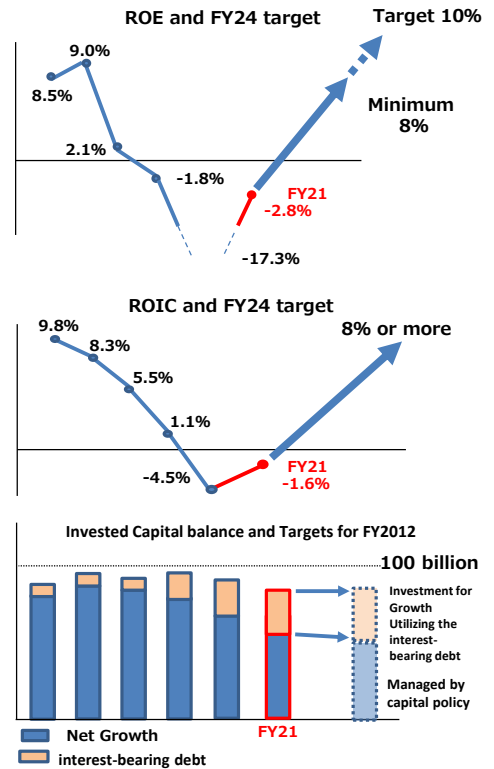 ROE and FY24 target
Target 10%
9.0%
8.5%
Minimum
8%
2.1%
-1.8%
FY21
-2.8%
-17.3%
ROIC and FY24 target
9.8%
8.3%
8% or more
5.5%
1.1%
-4.5%
FY21
-1.6%
Invested Capital balance and Targets for FY2012
100 billion
Investment for
Growth
Utilizing the
interest-
bearing debt
Managed by
capital policy
FY21
Net Growth
interest-bearing debt